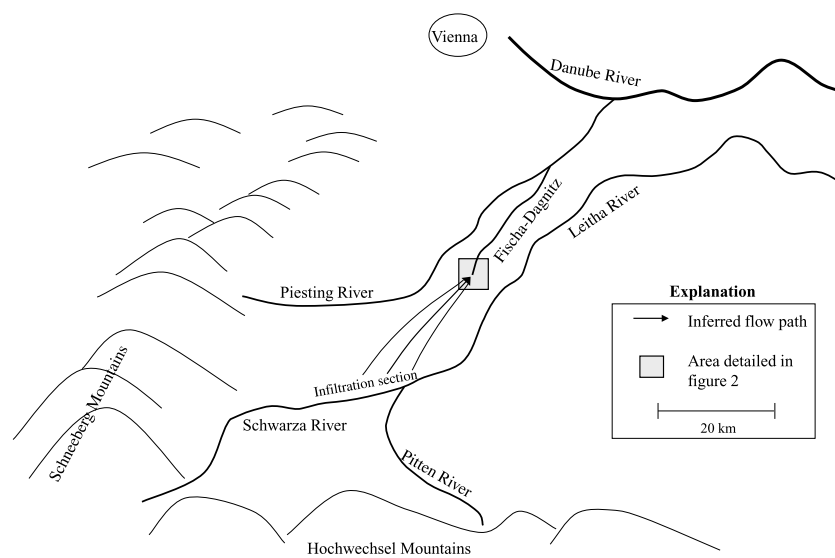 Vienna
Danube River
Fischa-Dagnitz
Leitha River
Piesting River
Explanation
Inferred flow path
Area detailed in
figure 2
20 km
Infiltration section
Schneeberg Mountains
Schwarza River
Pitten River
Hochwechsel Mountains